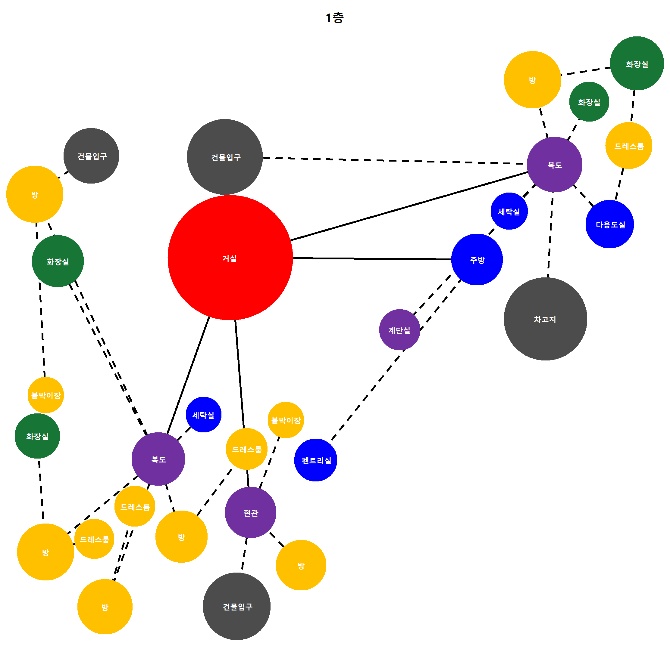 1층
화장실
방
화장실
드레스룸
건물입구
건물입구
복도
방
세탁실
다용도실
거실
주방
화장실
차고지
계단실
붙박이장
세탁실
붙박이장
화장실
드레스룸
복도
팬트리실
드레스룸
현관
방
드레스룸
방
방
방
건물입구